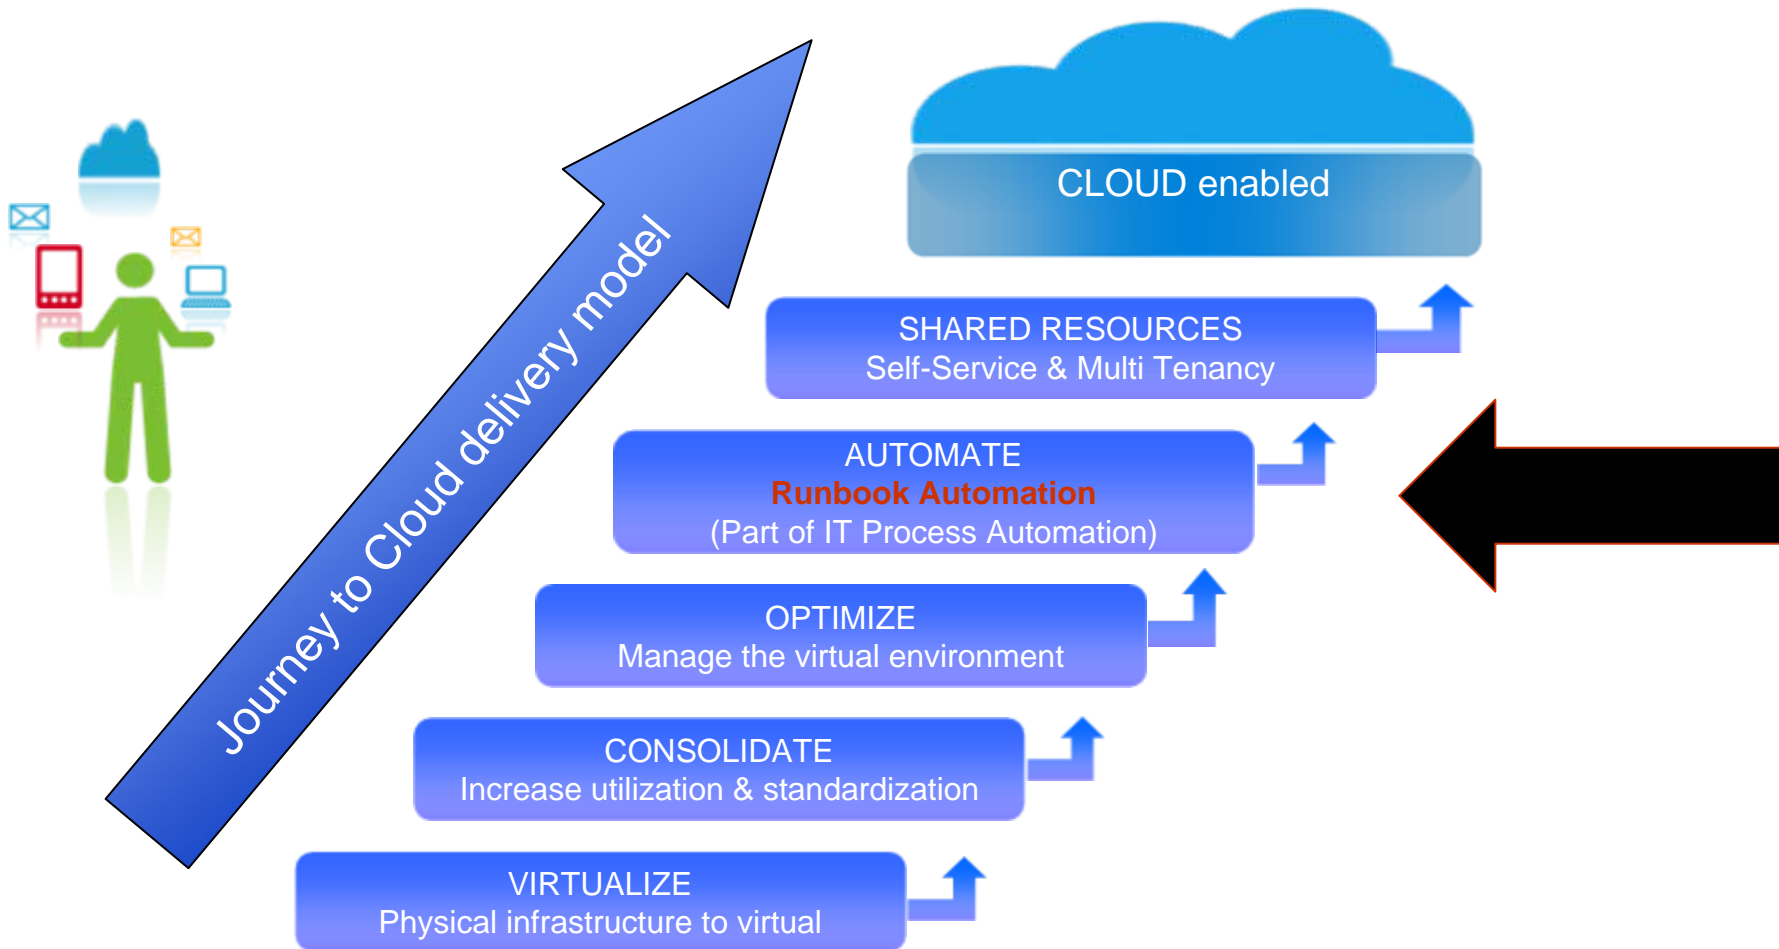 CLOUD enabled
SHARED RESOURCES
Self-Service & Multi Tenancy
AUTOMATE
Runbook Automation
(Part of IT Process Automation)
OPTIMIZE
Manage the virtual environment
CONSOLIDATE
Increase utilization & standardization
VIRTUALIZE
Physical infrastructure to virtual
Journey to Cloud delivery model